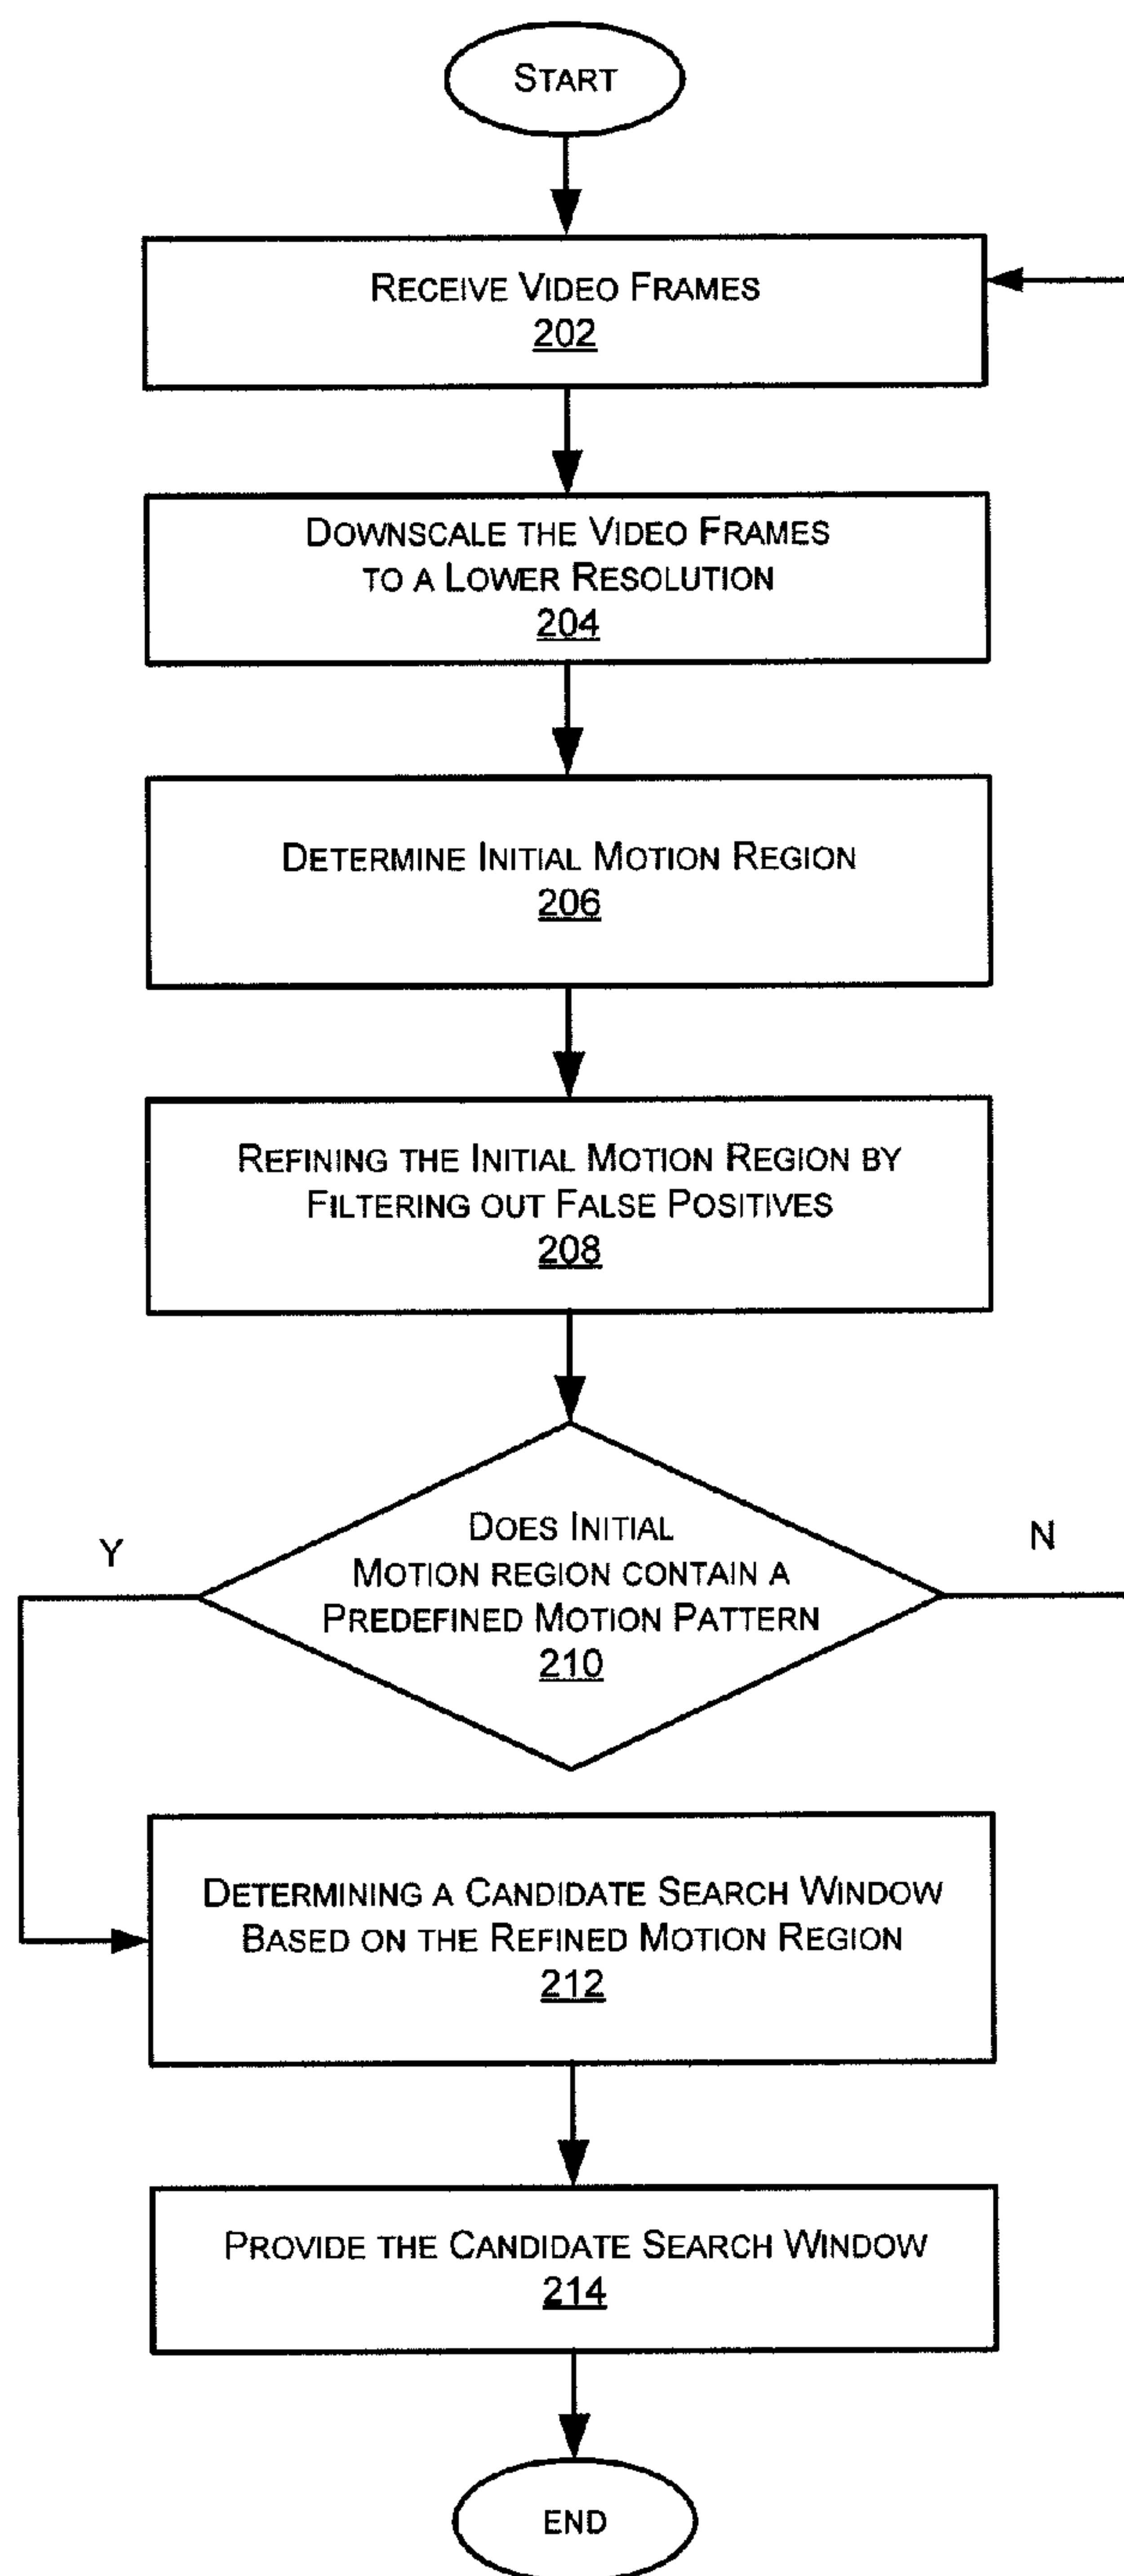 START
RECEIVE VIDEO FRAMES
202
DOWNSCALE THE VIDEO FRAMES
TO A LOWER RESOLUTION
204
DETERMINE INITIAL MOTION REGION
206
REFINING THE INITIAL MOTION REGION BY
FILTERING OUT FALSE POSITIVES
208
DOES INITIAL
MOTION REGION CONTAIN A
PREDEFINED MOTION PATTERN
210
Y
N
DETERMINING A CANDIDATE SEARCH WINDOW
BASED ON THE REFINED MOTION REGION
212
PROVIDE THE CANDIDATE SEARCH WINDOW
214
END